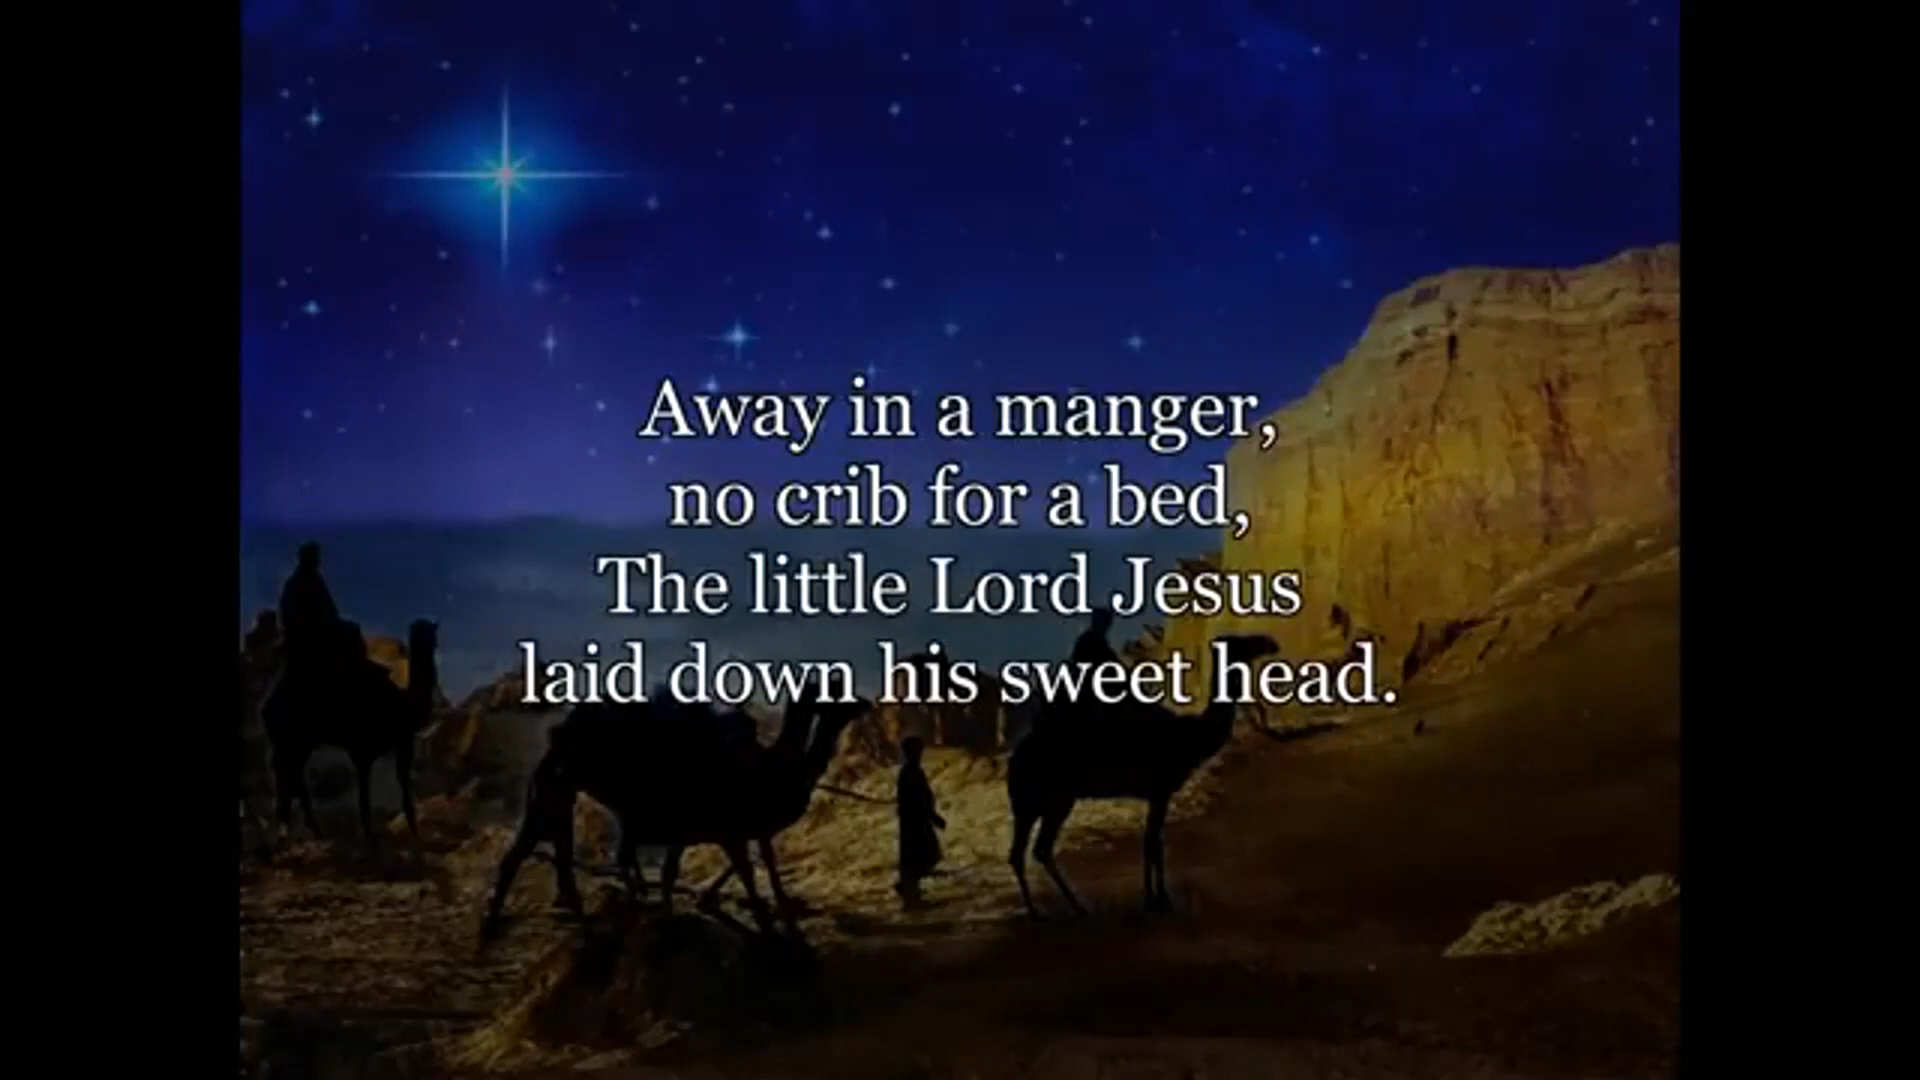 Away in a manger,
no crib for a bed,
The little Lord Jesus
laid down his sweet head.